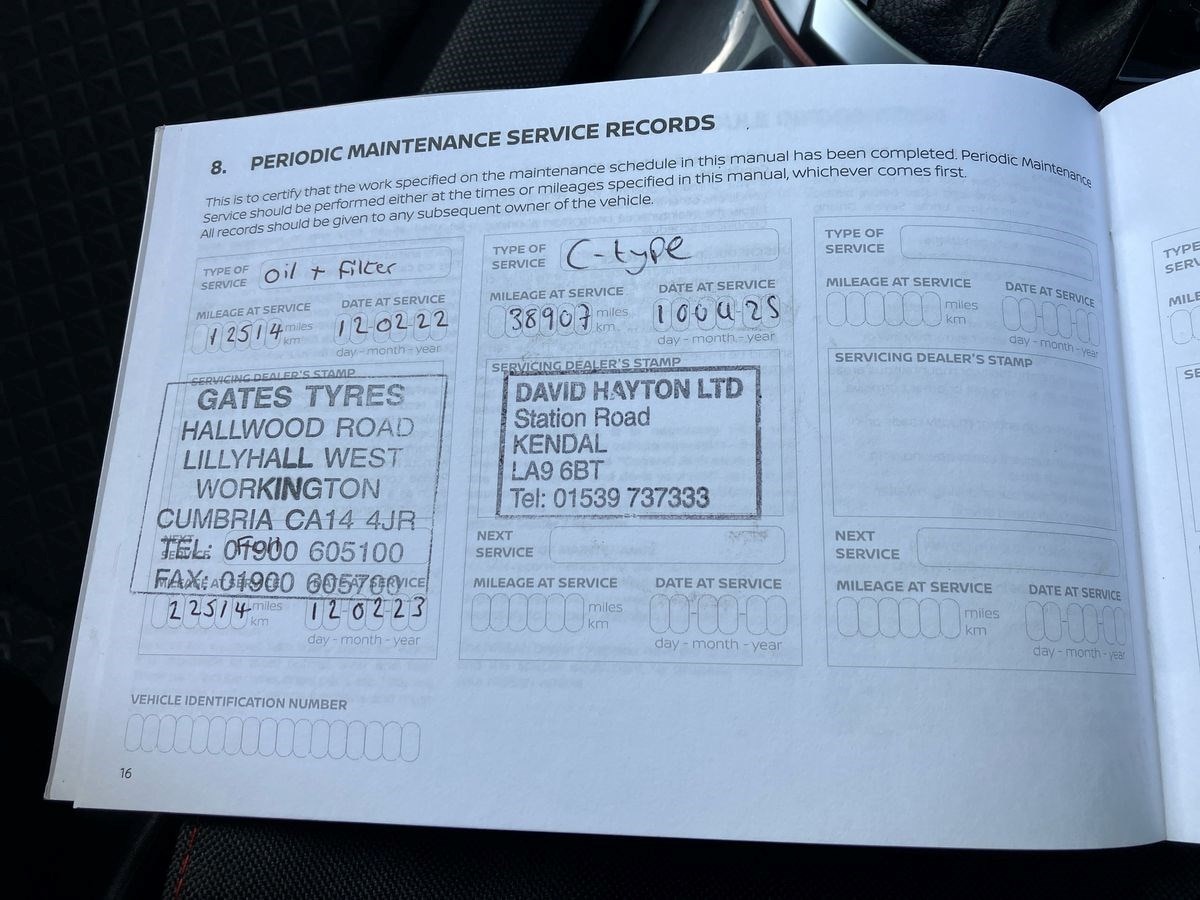 8. PERIODIC MAINTENANCE SERVICE RECORDS
This is to certify that the work specified on the maintenance schedule in this manual has been completed. Periodic Maintenance
Service should be performed either at the times or mileages specified in this manual, whichever comes first.
All records should be given to any subsequent owner of the vehicle.
TYPE OF
SERVICE
oil + Filter
MILEAGE AT SERVICE
DATE AT SERVICE
12514 miles
km
12-02-22
day - month - year
SERVICING DEALER'S STAMP
GATES TYRES
HALLWOOD ROAD
LILLYHALL WEST
WORKINGTON
CUMBRIA CA14 4JR
TEL: 01900 605100
FAX: 01900 605760
NEXT
SERVICE
Full
MILEAGE AT SERVICE
DATE AT SERVICE
22514 miles
km
12-02-23
day - month - year
TYPE OF
SERVICE
C-type
MILEAGE AT SERVICE
DATE AT SERVICE
38907 miles
km
10-04-25
day - month - year
SERVICING DEALER'S STAMP
DAVID HAYTON LTD
Station Road
KENDAL
LA9 6BT
Tel: 01539 737333
NEXT
SERVICE
MILEAGE AT SERVICE
DATE AT SERVICE
miles
km
day - month - year
TYPE OF
SERVICE
MILEAGE AT SERVICE
DATE AT SERVICE
miles
km
day - month - year
SERVICING DEALER'S STAMP
NEXT
SERVICE
MILEAGE AT SERVICE
DATE AT SERVICE
miles
km
day - month - year
VEHICLE IDENTIFICATION NUMBER
16